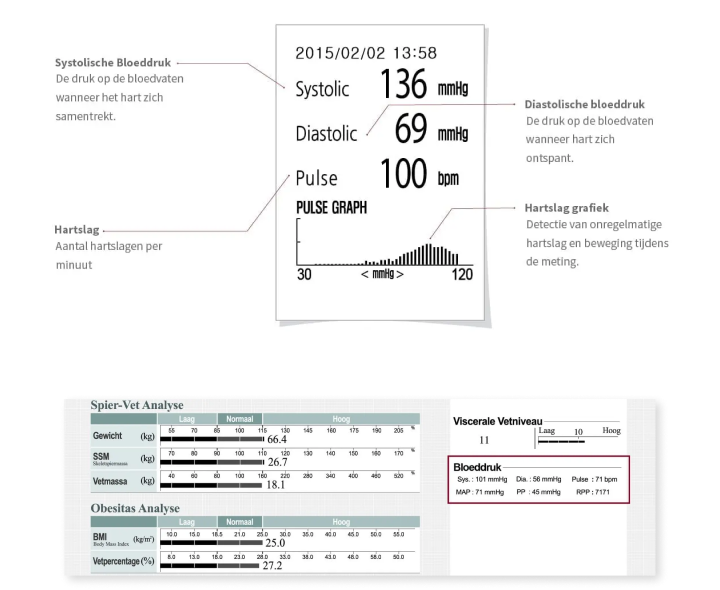 2015/02/02 13:58
Systolische Bloeddruk
De druk op de bloedvaten
wanneer het hart zich
samentrekt.
Systolic 136 mmHg
Diastolische bloeddruk
De druk op de bloedvaten
wanneer hart zich
ontspant.
Diastolic 69 mmHg
Pulse 100 bpm
PULSE GRAPH
Hartslag grafiek
Detectie van onregelmatige
hartslag en beweging tijdens
de meting.
Hartslag
Aantal hartslagen per
minuut
30 < mmHg > 120
Spier-Vet Analyse
Laag Normaal Hoog
Gewicht (kg) 55 70 85 100 115 130 145 160 175 190 205 %
66.4
SSM (kg) 70 80 90 100 110 120 130 140 150 160 170 %
Skeletspiermassa
26.7
Vetmassa (kg) 40 60 80 100 160 220 280 340 400 460 520 %
18.1
Obesitas Analyse
Laag Normaal Hoog
BMI (kg/m²) 10.0 15.0 18.5 21.0 25.0 30.0 35.0 40.0 45.0 50.0 55.0
Body Mass Index
25.0
Vetpercentage (%) 8.0 13.0 18.0 23.0 28.0 33.0 38.0 43.0 48.0 58.0 50.0
27.2
Viscerale Vetniveau
11 Laag 10 Hoog
Bloeddruk
Sys. : 101 mmHg Dia. : 56 mmHg Pulse : 71 bpm
MAP : 71 mmHg PP : 45 mmHg RPP : 7171